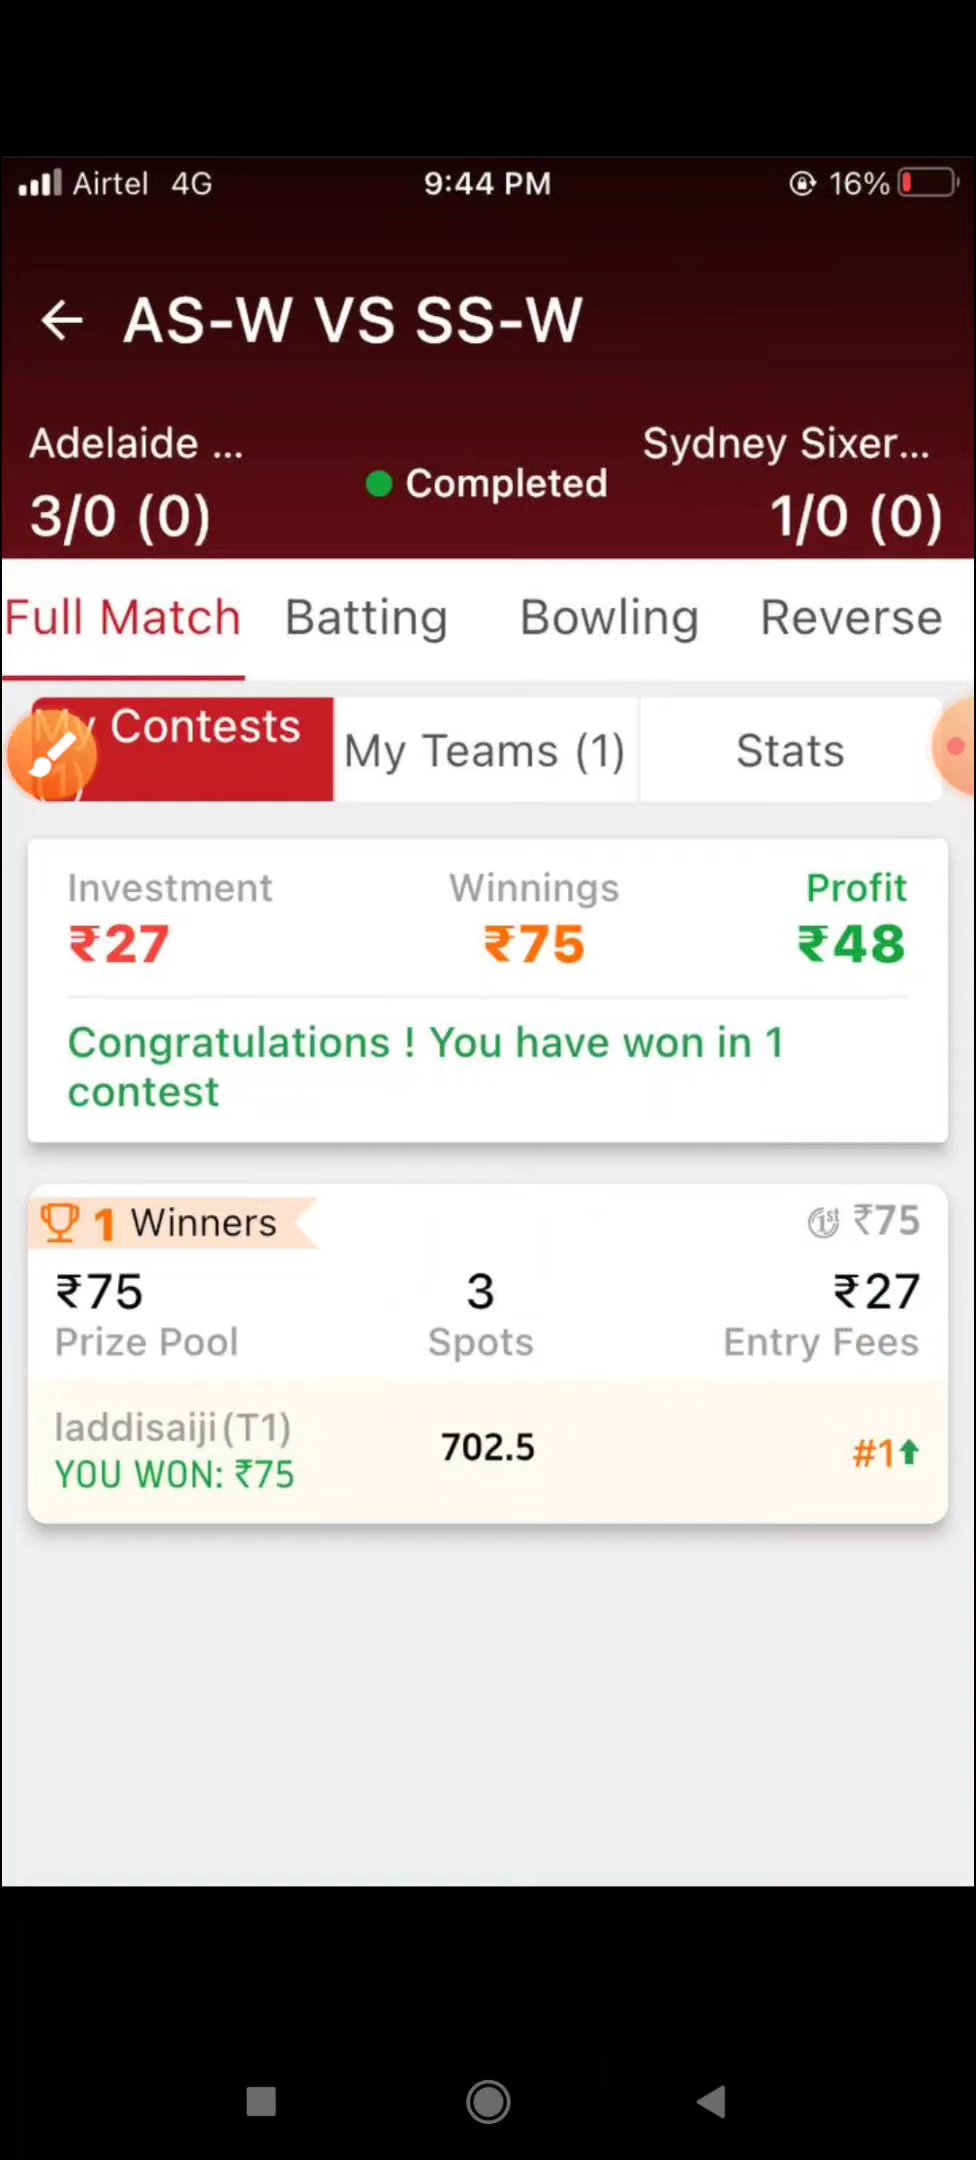 Airtel 4G 9:44 PM 16%
AS-W VS SS-W
Adelaide ... Sydney Sixer...
Completed
3/0 (0) 1/0 (0)
Full Match Batting Bowling Reverse
My Contests
(1)
My Teams (1) Stats
Investment Winnings Profit
₹27 ₹75 ₹48
Congratulations ! You have won in 1
contest
1 Winners 1st ₹75
₹75 3 ₹27
Prize Pool Spots Entry Fees
laddisaiji(T1)
702.5 #1
YOU WON: ₹75